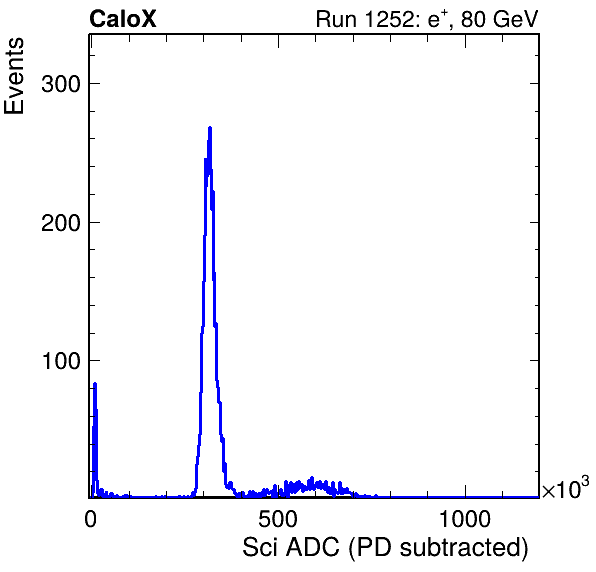 CaloX Run 1252: e⁺, 80 GeV
Events
300
200
100
0 500 1000 ×10³
Sci ADC (PD subtracted)